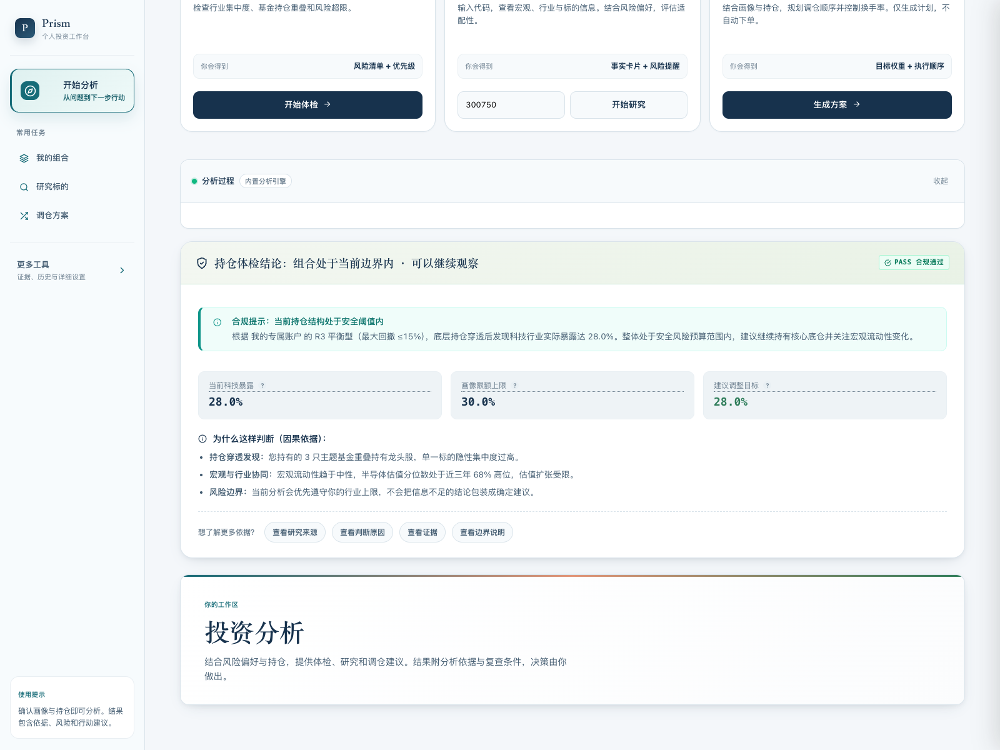 P
Prism
个人投资工作台
开始分析
从问题到下一步行动
常用任务
我的组合
研究标的
调仓方案
更多工具
证据、历史与详细设置
使用提示
确认画像与持仓即可分析。结果
包含依据、风险和行动建议。
检查行业集中度、基金持仓重叠和风险超限。
你会得到
风险清单 + 优先级
开始体检 →
输入代码，查看宏观、行业与标的信息。结合风险偏好，评估适
配性。
你会得到
事实卡片 + 风险提醒
300750
开始研究
结合画像与持仓，规划调仓顺序并控制换手率。仅生成计划，不
自动下单。
你会得到
目标权重 + 执行顺序
生成方案 →
分析过程
内置分析引擎
收起
持仓体检结论：组合处于当前边界内 · 可以继续观察
PASS 合规通过
合规提示：当前持仓结构处于安全阈值内
根据 我的专属账户 的 R3 平衡型（最大回撤 ≤15%），底层持仓穿透后发现科技行业实际暴露达 28.0%。整体处于安全风险预算范围内，建议继续持有核心底仓并关注宏观流动性变化。
当前科技暴露 ?
28.0%
画像限额上限 ?
30.0%
建议调整目标 ?
28.0%
为什么这样判断（因果依据）：
• 持仓穿透发现：您持有的 3 只主题基金重叠持有龙头股，单一标的隐性集中度过高。
• 宏观与行业协同：宏观流动性趋于中性，半导体估值分位数处于近三年 68% 高位，估值扩张受限。
• 风险边界：当前分析会优先遵守你的行业上限，不会把信息不足的结论包装成确定建议。
想了解更多依据？
查看研究来源
查看判断原因
查看证据
查看边界说明
你的工作区
投资分析
结合风险偏好与持仓，提供体检、研究和调仓建议。结果附分析依据与复查条件，决策由你
做出。